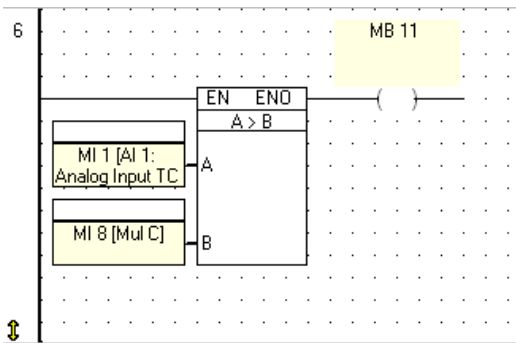 6
MB 11
EN ENO
A > B
MI 1 [AI 1:
Analog Input TC
A
MI 8 [Mul C]
B